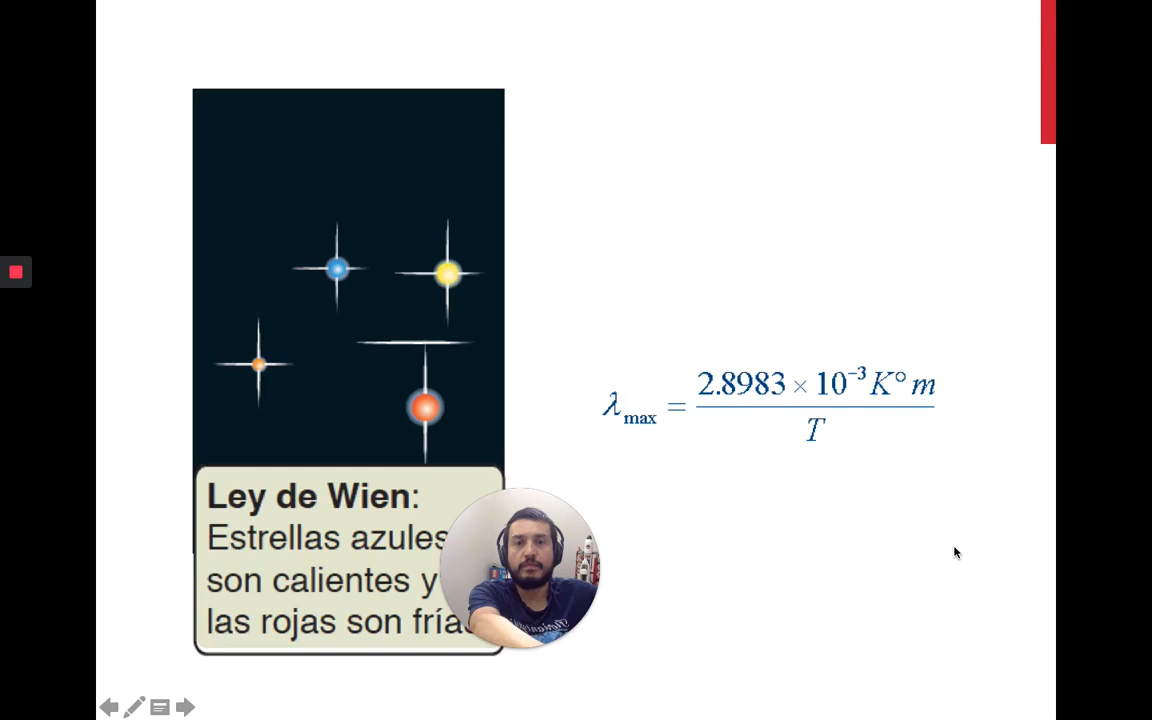 Ley de Wien:
Estrellas azules
son calientes y
las rojas son frías
λmax = 2.8983 × 10⁻³ K° m / T